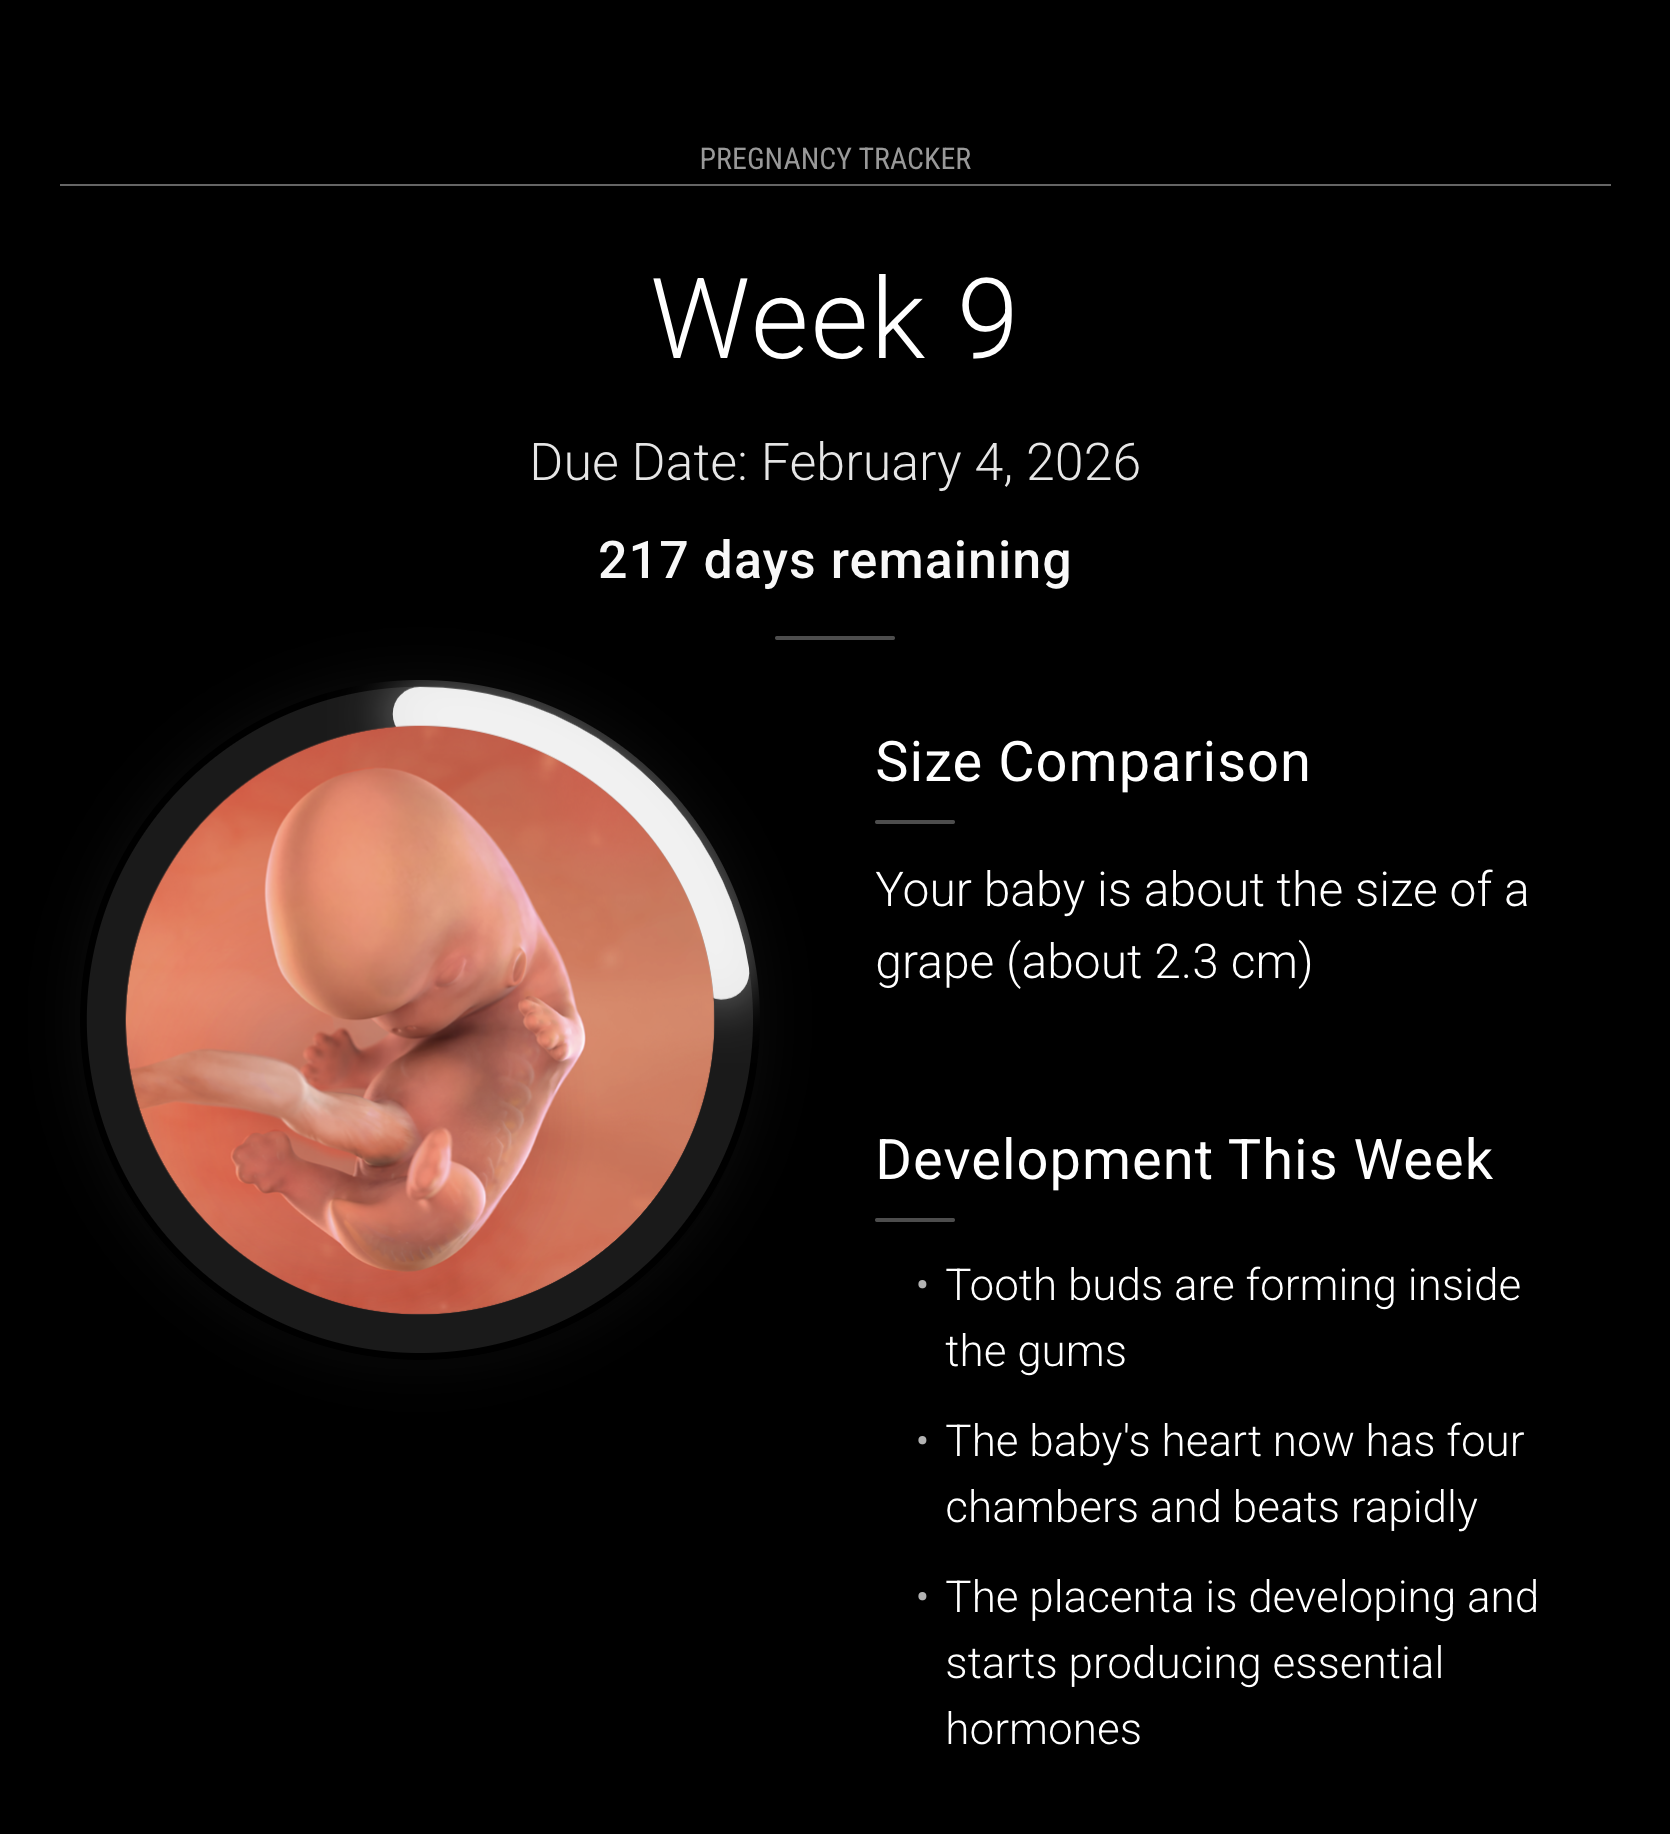 PREGNANCY TRACKER
Week 9
Due Date: February 4, 2026
217 days remaining
Size Comparison
Your baby is about the size of a
grape (about 2.3 cm)
Development This Week
• Tooth buds are forming inside
the gums
• The baby's heart now has four
chambers and beats rapidly
• The placenta is developing and
starts producing essential
hormones